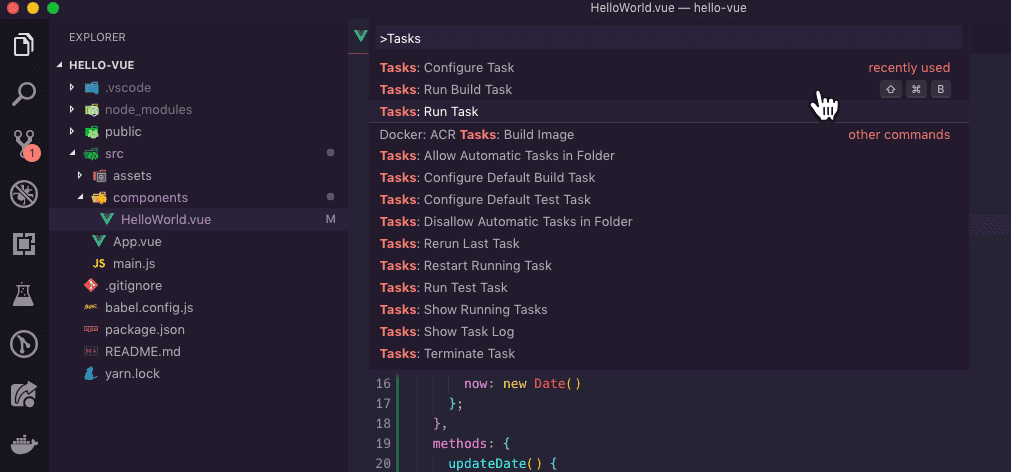 HelloWorld.vue — hello-vue
EXPLORER
HELLO-VUE
.vscode
node_modules
public
src
assets
components
HelloWorld.vue M
App.vue
JS main.js
.gitignore
babel.config.js
package.json
README.md
yarn.lock
1
>Tasks
Tasks: Configure Task recently used
Tasks: Run Build Task ⇧ ⌘ B
Tasks: Run Task
Docker: ACR Tasks: Build Image other commands
Tasks: Allow Automatic Tasks in Folder
Tasks: Configure Default Build Task
Tasks: Configure Default Test Task
Tasks: Disallow Automatic Tasks in Folder
Tasks: Rerun Last Task
Tasks: Restart Running Task
Tasks: Run Test Task
Tasks: Show Running Tasks
Tasks: Show Task Log
Tasks: Terminate Task
16 now: new Date()
17 };
18 },
19 methods: {
20 updateDate() {